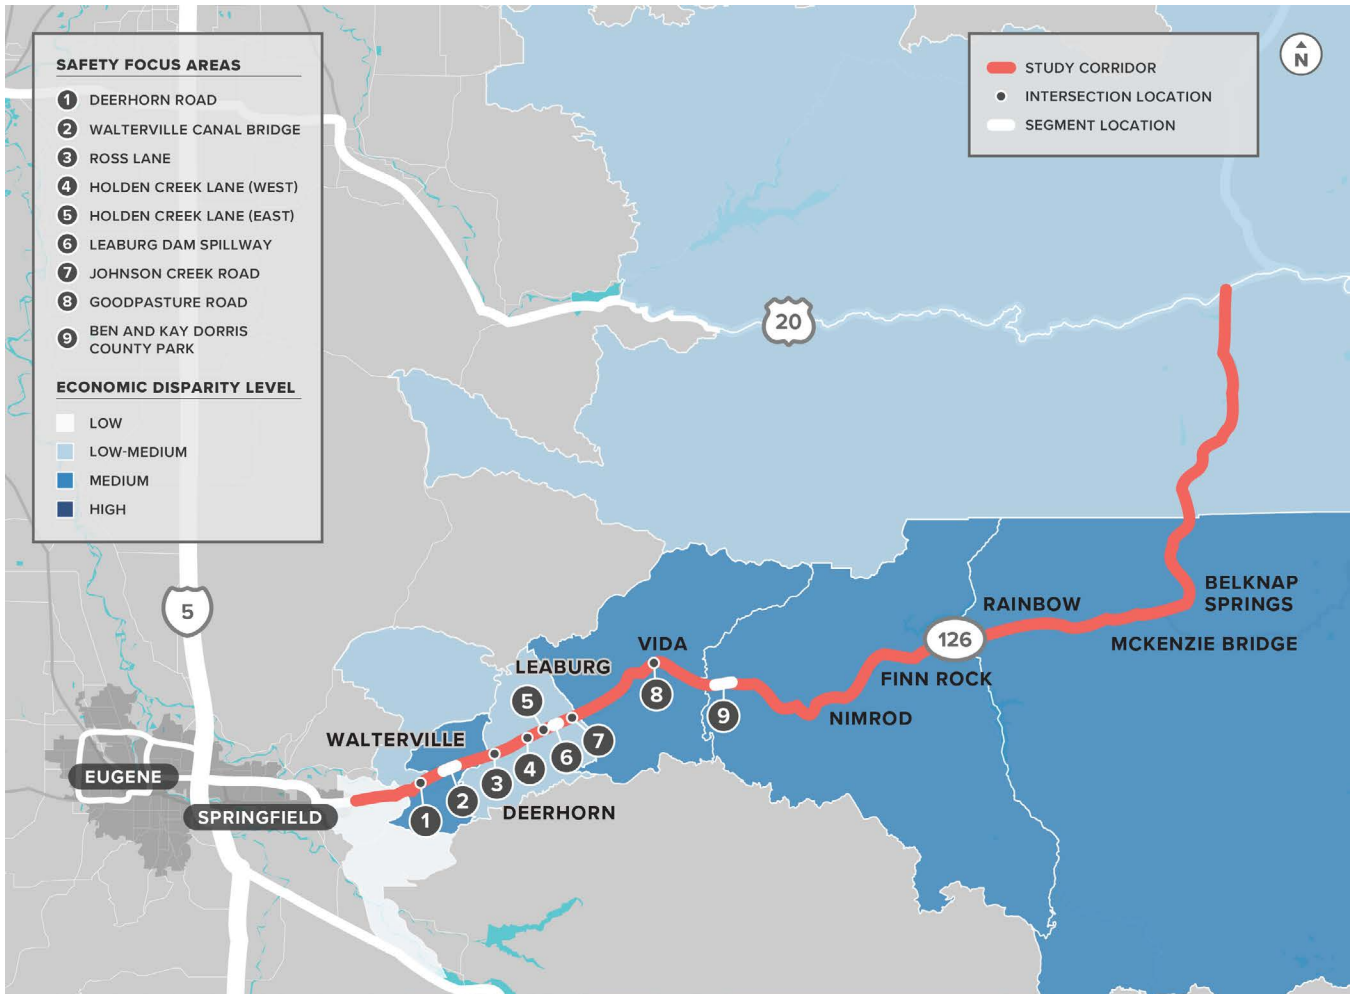 SAFETY FOCUS AREAS
1 DEERHORN ROAD
2 WALTERVILLE CANAL BRIDGE
3 ROSS LANE
4 HOLDEN CREEK LANE (WEST)
5 HOLDEN CREEK LANE (EAST)
6 LEABURG DAM SPILLWAY
7 JOHNSON CREEK ROAD
8 GOODPASTURE ROAD
9 BEN AND KAY DORRIS
COUNTY PARK
ECONOMIC DISPARITY LEVEL
LOW
LOW-MEDIUM
MEDIUM
HIGH
STUDY CORRIDOR
INTERSECTION LOCATION
SEGMENT LOCATION
N
20
5
BELKNAP
SPRINGS
RAINBOW
126
MCKENZIE BRIDGE
VIDA
LEABURG
FINN ROCK
8
9
5
NIMROD
WALTERVILLE
7
6
4
3
2
1
DEERHORN
EUGENE
SPRINGFIELD